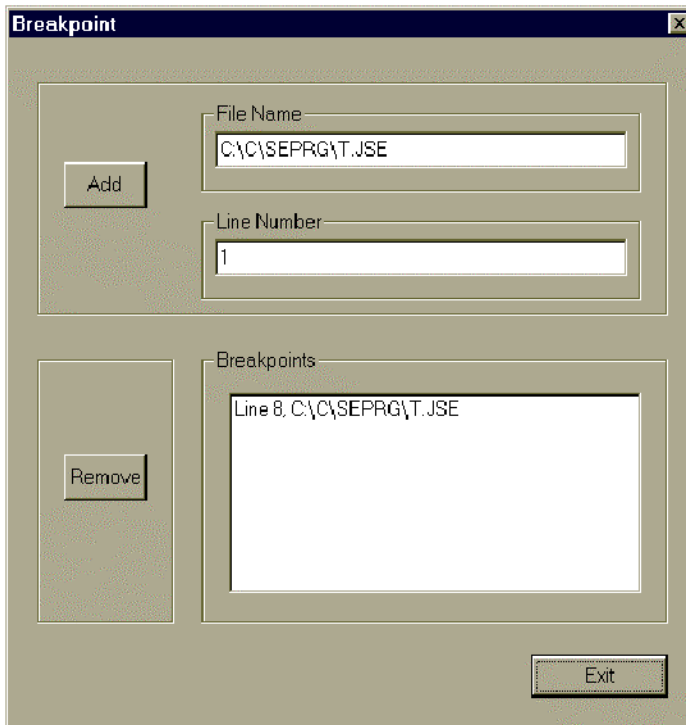 Breakpoint
File Name
C:\C\SEPRG\T.JSE
Add
Line Number
1
Breakpoints
Line 8, C:\C\SEPRG\T.JSE
Remove
Exit